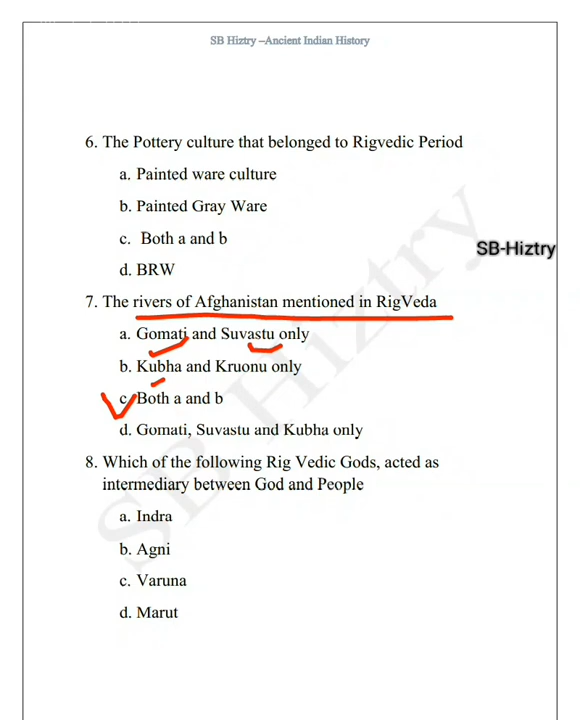 SB Hiztry –Ancient Indian History
6. The Pottery culture that belonged to Rigvedic Period
a. Painted ware culture
b. Painted Gray Ware
c. Both a and b
d. BRW
SB-Hiztry
7. The rivers of Afghanistan mentioned in RigVeda
a. Gomati and Suvastu only
b. Kubha and Kruonu only
c. Both a and b
d. Gomati, Suvastu and Kubha only
8. Which of the following Rig Vedic Gods, acted as
intermediary between God and People
a. Indra
b. Agni
c. Varuna
d. Marut
SB Hiztry